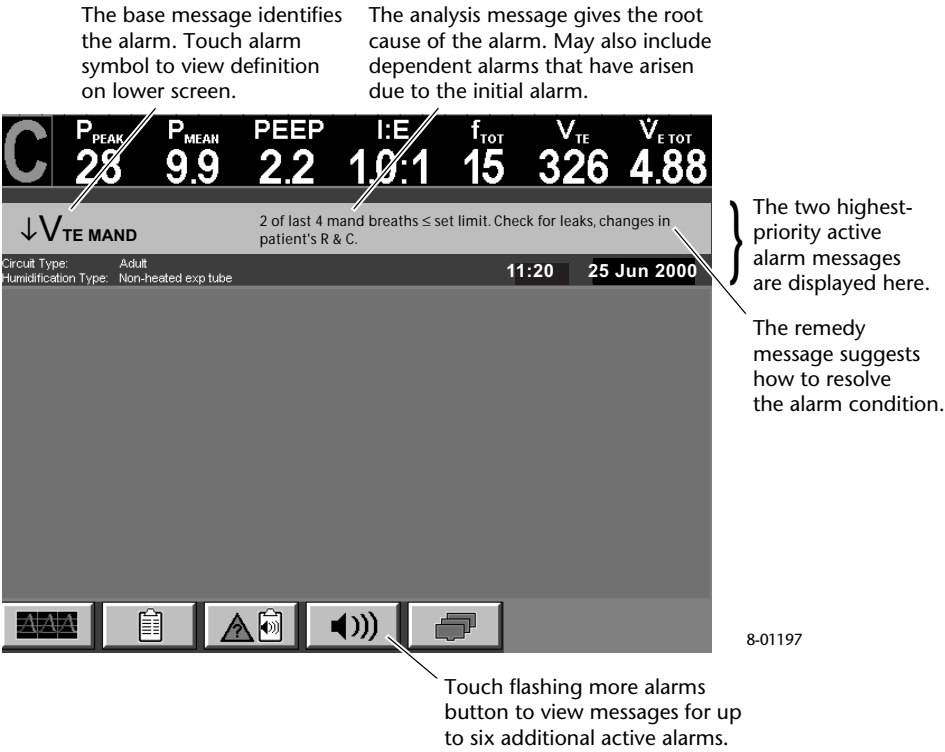 The base message identifies
the alarm. Touch alarm
symbol to view definition
on lower screen.
The analysis message gives the root
cause of the alarm. May also include
dependent alarms that have arisen
due to the initial alarm.
C PPEAK PMEAN PEEP I:E fTOT VTE V̇E TOT
28 9.9 2.2 1.0:1 15 326 4.88
↓VTE MAND
2 of last 4 mand breaths ≤ set limit. Check for leaks, changes in
patient's R & C.
Circuit Type: Adult
Humidification Type: Non-heated exp tube
11:20 25 Jun 2000
The two highest-
priority active
alarm messages
are displayed here.
The remedy
message suggests
how to resolve
the alarm condition.
8-01197
Touch flashing more alarms
button to view messages for up
to six additional active alarms.